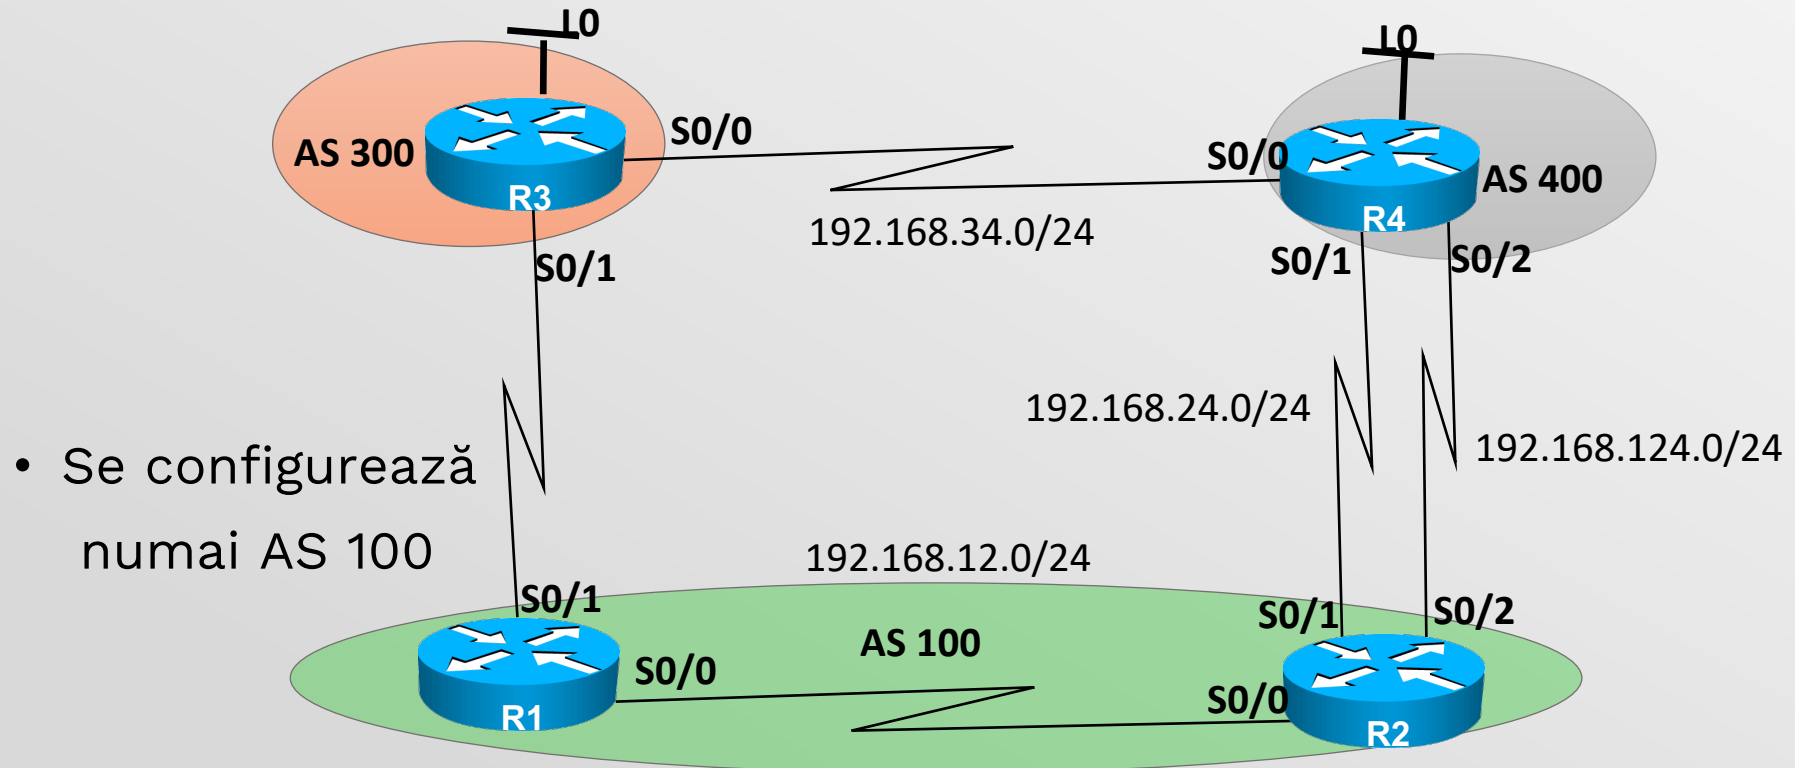 L0
L0
S0/0
AS 300
S0/0
AS 400
R3
R4
192.168.34.0/24
S0/1
S0/1
S0/2
192.168.24.0/24
192.168.124.0/24
• Se configurează
numai AS 100
192.168.12.0/24
S0/1
S0/1
S0/2
AS 100
S0/0
S0/0
R1
R2